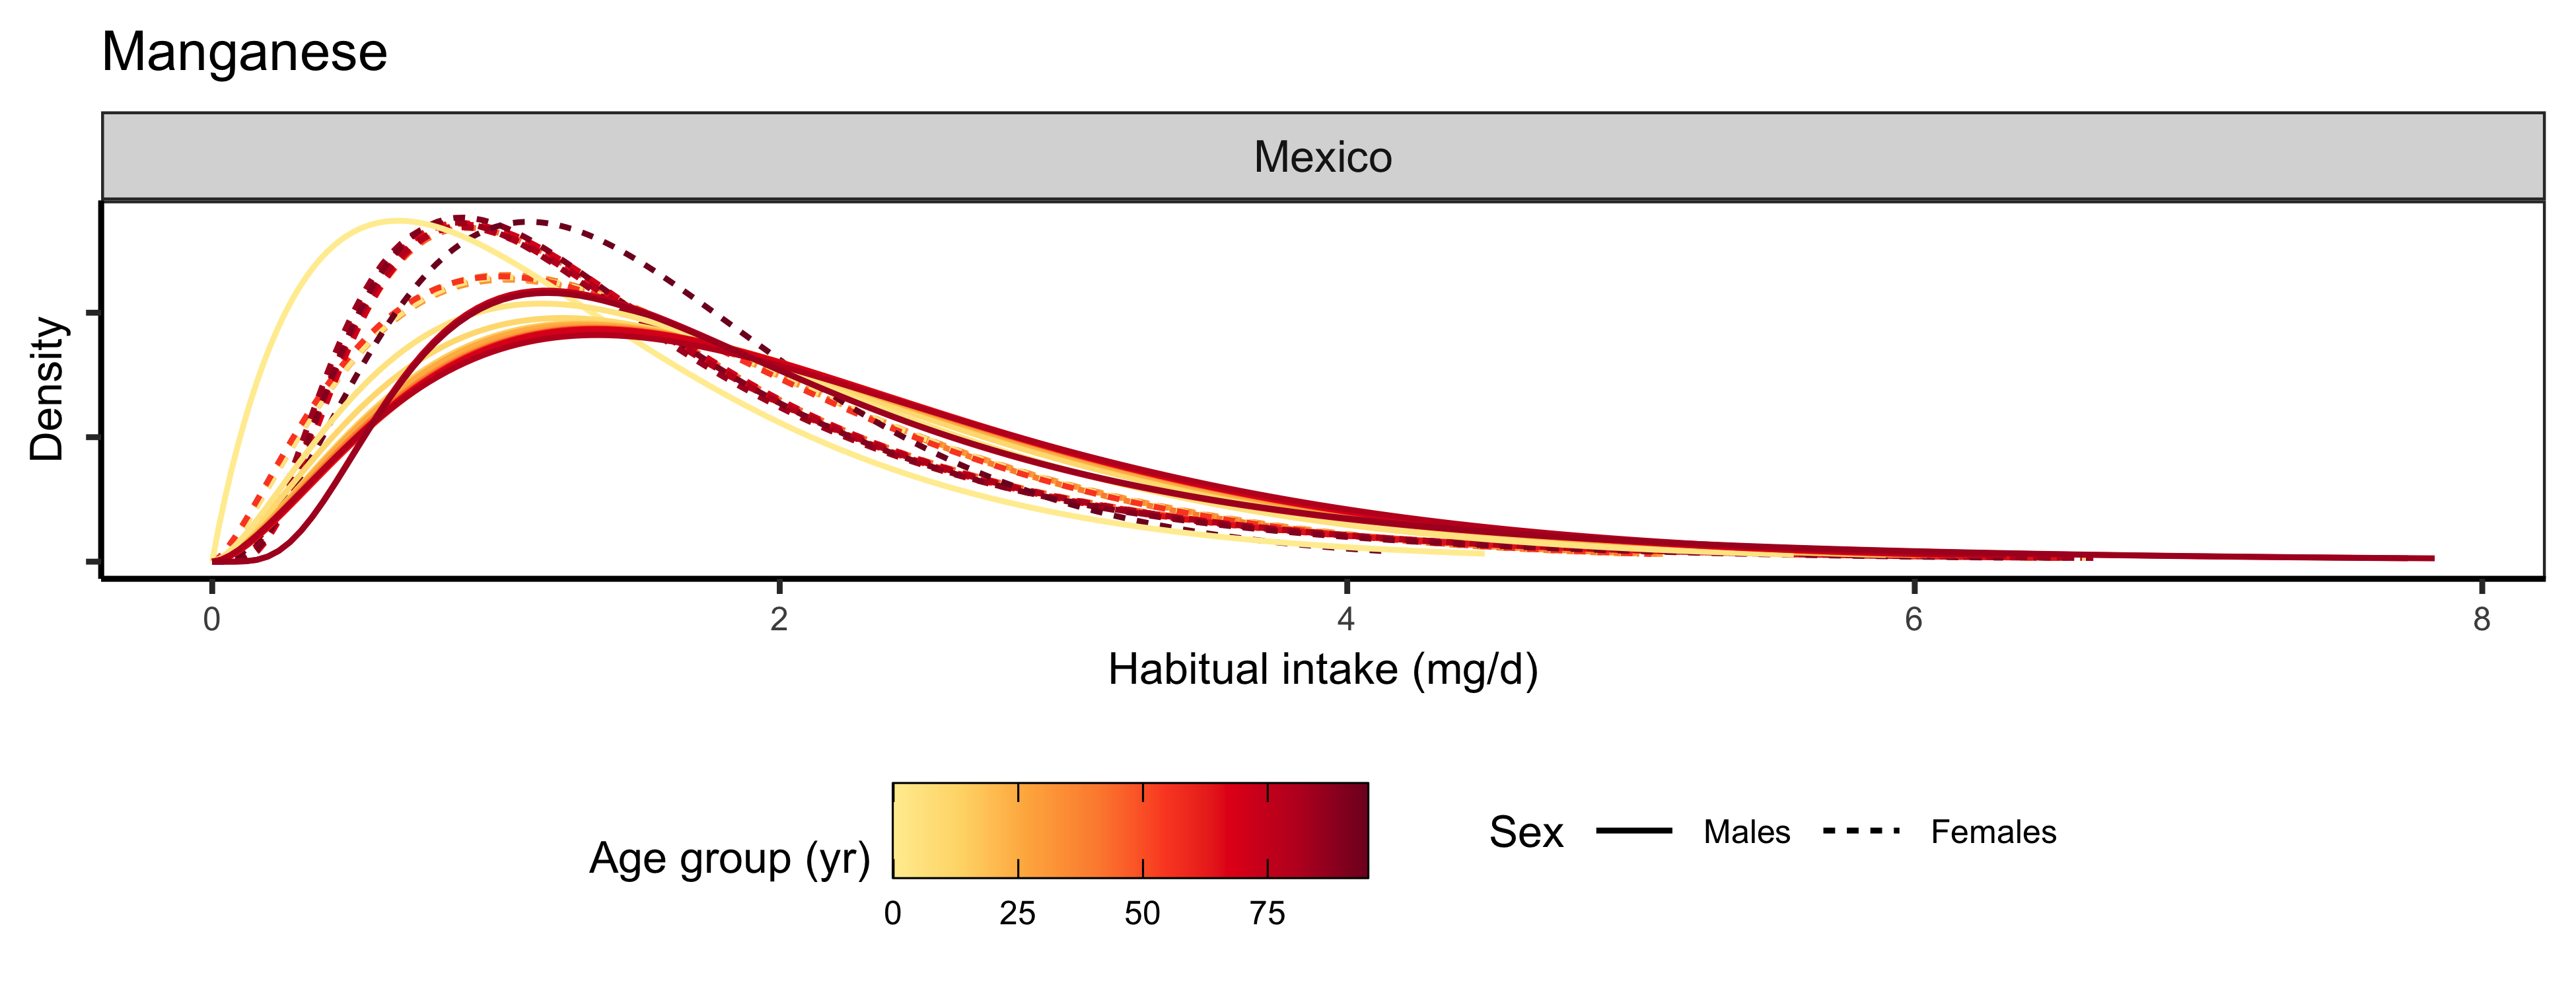 Manganese
Mexico
Density
0 2 4 6 8
Habitual intake (mg/d)
Age group (yr)
0 25 50 75
Sex Males Females